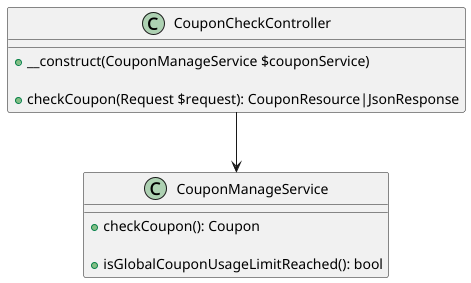 C CouponCheckController
__construct(CouponManageService $couponService)
checkCoupon(Request $request): CouponResource|JsonResponse
C CouponManageService
checkCoupon(): Coupon
isGlobalCouponUsageLimitReached(): bool